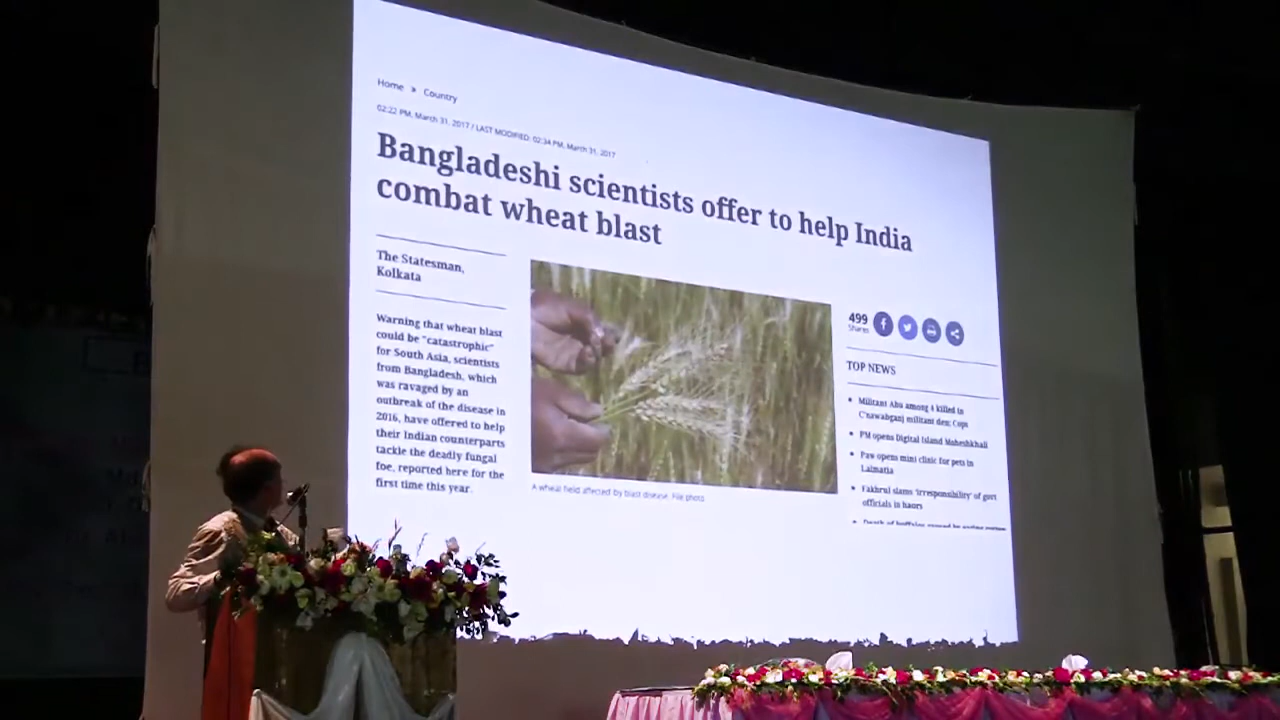 Home » Country
02:22 PM, March 31, 2017 / LAST MODIFIED: 02:34 PM, March 31, 2017
Bangladeshi scientists offer to help India
combat wheat blast
The Statesman,
Kolkata
Warning that wheat blast
could be "catastrophic"
for South Asia, scientists
from Bangladesh, which
was ravaged by an
outbreak of the disease in
2016, have offered to help
their Indian counterparts
tackle the deadly fungal
foe, reported here for the
first time this year.
A wheat field affected by blast disease. File photo
499
Shares
TOP NEWS
Militant Abu among 4 killed in
C'nawabganj militant den: Cops
PM opens Digital Island Moheshkhali
Paw opens mini clinic for pets in
Lalmatia
Fakhrul slams 'irresponsibility' of govt
officials in haors
Death of